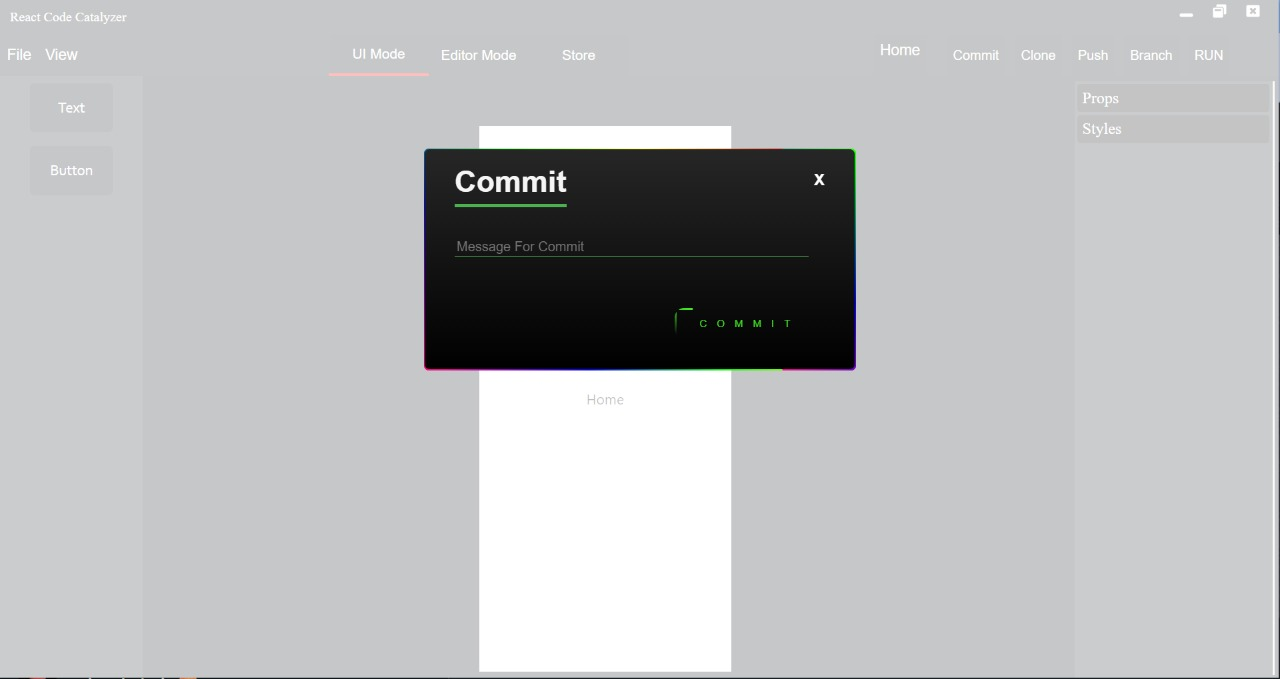 React Code Catalyzer
File View UI Mode Editor Mode Store Home Commit Clone Push Branch RUN
Text
Button
Props
Styles
Commit
x
Message For Commit
COMMIT
Home